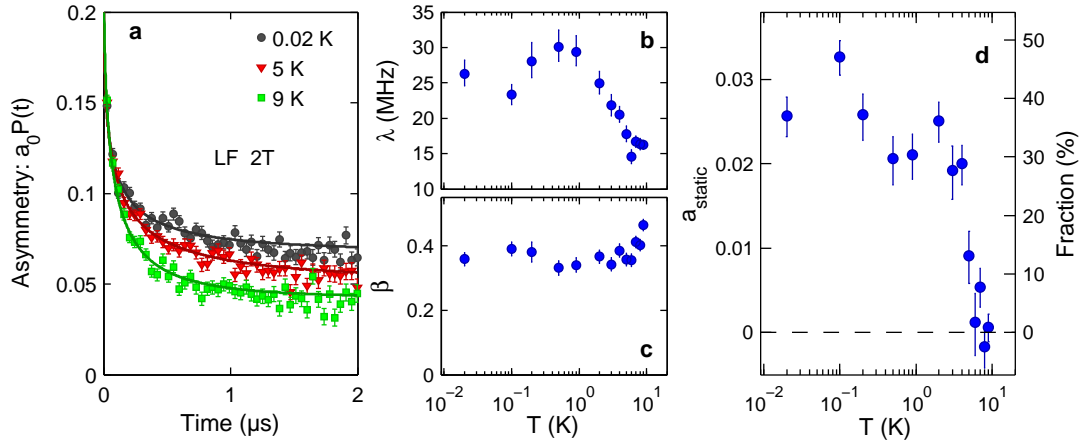 a
0.02 K
5 K
9 K
LF 2T
Asymmetry: a₀P(t)
0.2
0.15
0.1
0.05
0
0
1
2
Time (μs)
b
λ (MHz)
35
30
25
20
15
10
c
β
0.4
0.2
0
10⁻²
10⁻¹
10⁰
10¹
T (K)
d
a_static
0.03
0.02
0.01
0
Fraction (%)
50
40
30
20
10
0
10⁻²
10⁻¹
10⁰
10¹
T (K)